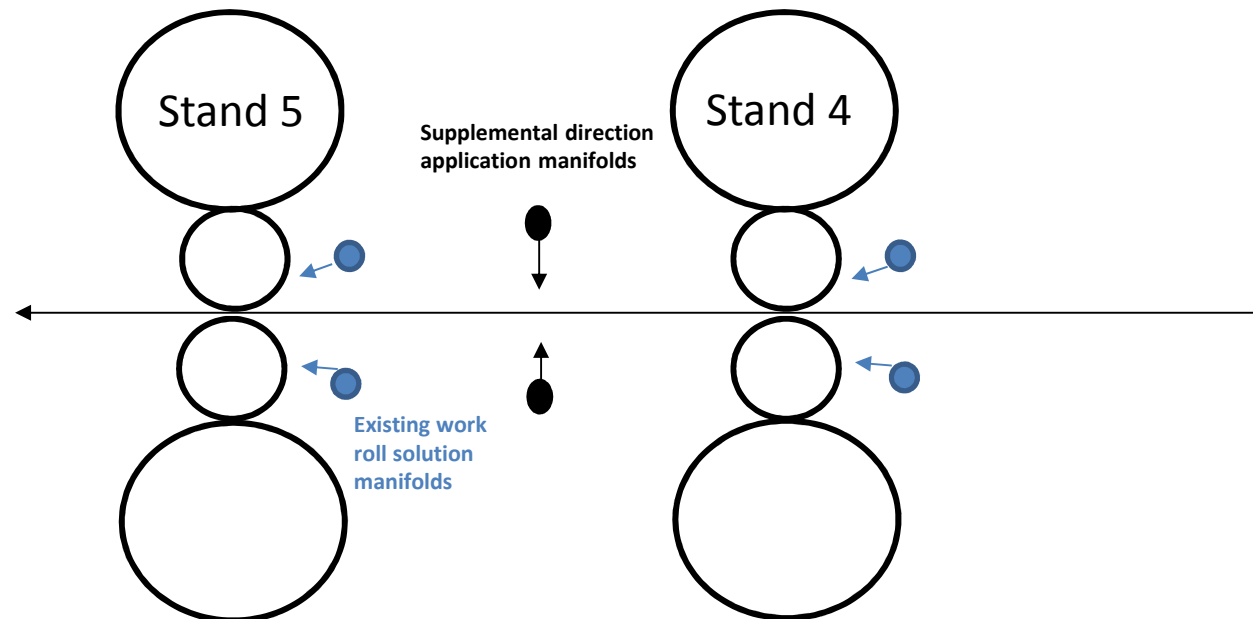 Stand 5
Stand 4
Supplemental direction
application manifolds
Existing work
roll solution
manifolds